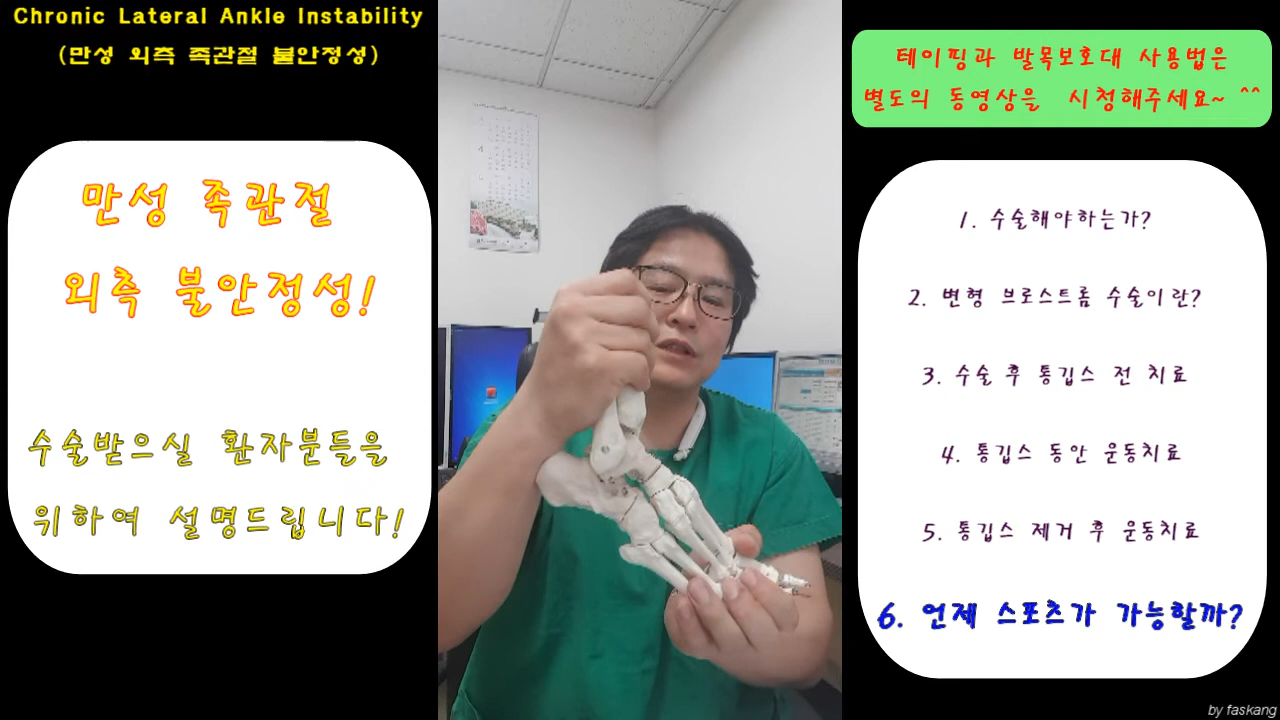 Chronic Lateral Ankle Instability
(만성 외측 족관절 불안정성)
만성 족관절
외측 불안정성!
수술받으실 환자분들을
위하여 설명드립니다!
테이핑과 발목보호대 사용법은
별도의 동영상을 시청해주세요~ ^^
1. 수술해야하는가?
2. 변형 브로스트롬 수술이란?
3. 수술 후 통깁스 전 치료
4. 통깁스 동안 운동치료
5. 통깁스 제거 후 운동치료
6. 언제 스포츠가 가능할까?
by faskang